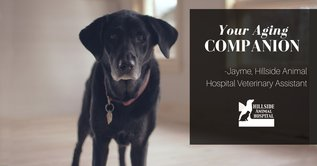 Your Aging
COMPANION
-Jayme, Hillside Animal
Hospital Veterinary Assistant
HILLSIDE
ANIMAL
HOSPITAL